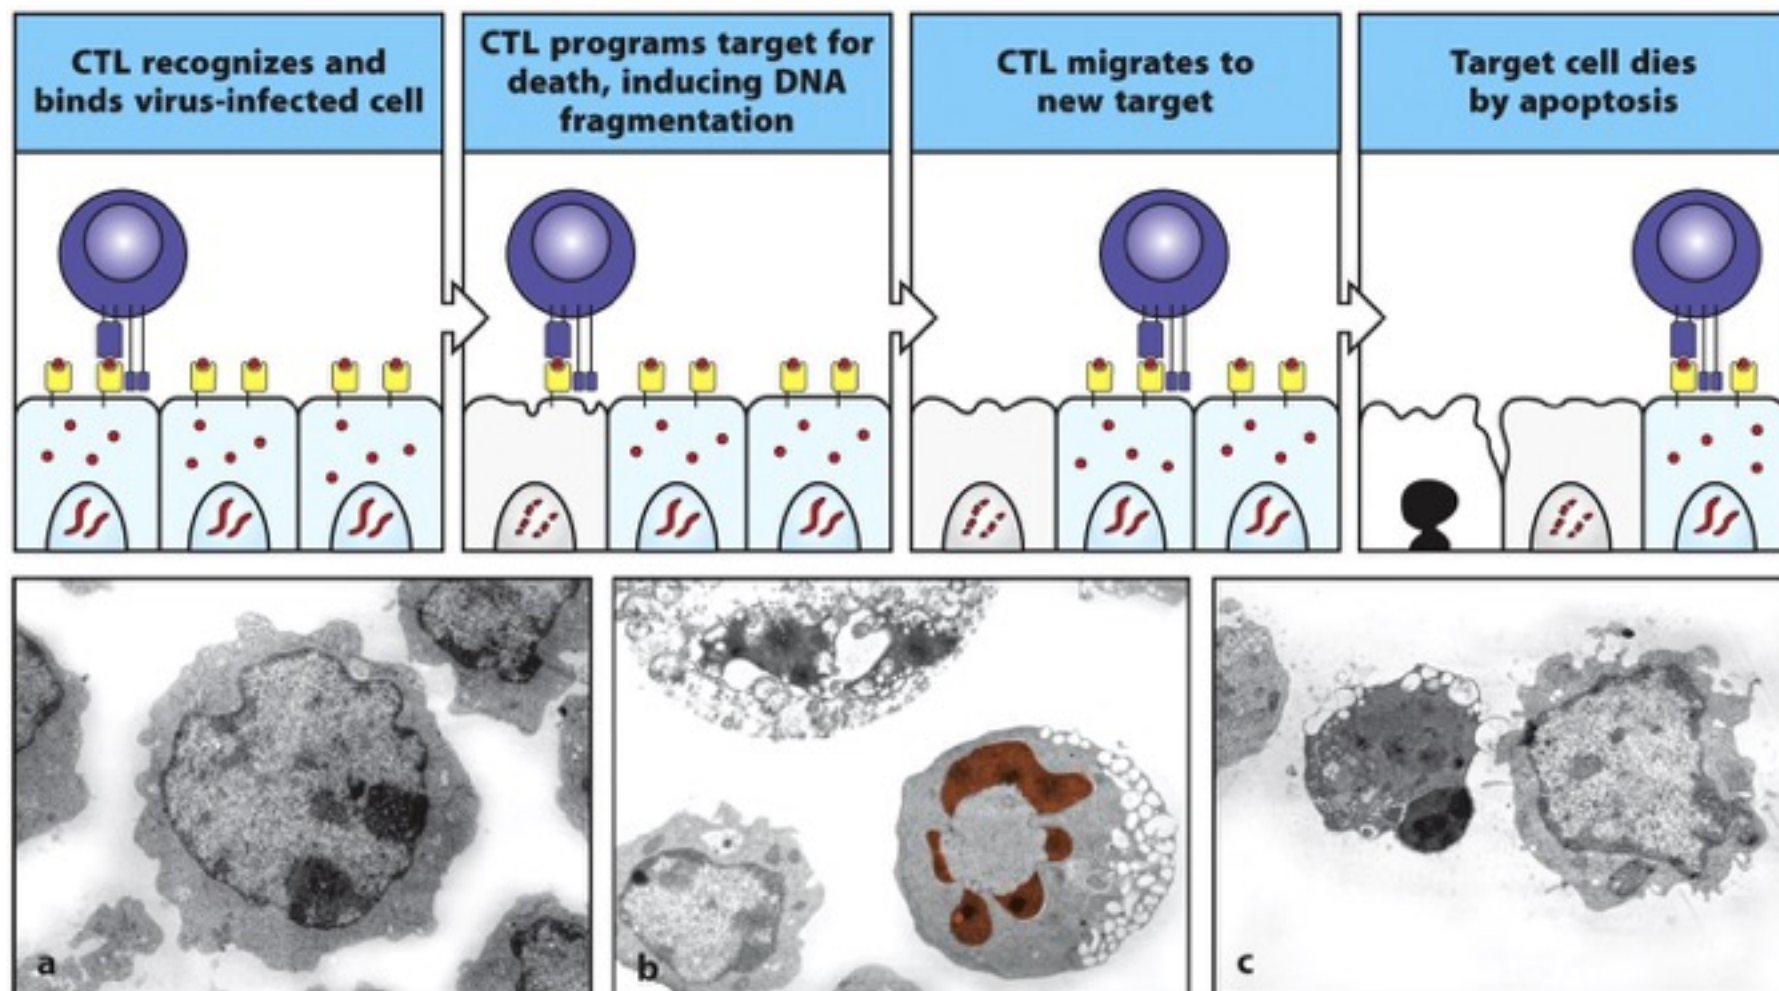 CTL recognizes and
binds virus-infected cell
CTL programs target for
death, inducing DNA
fragmentation
CTL migrates to
new target
Target cell dies
by apoptosis
a
b
c